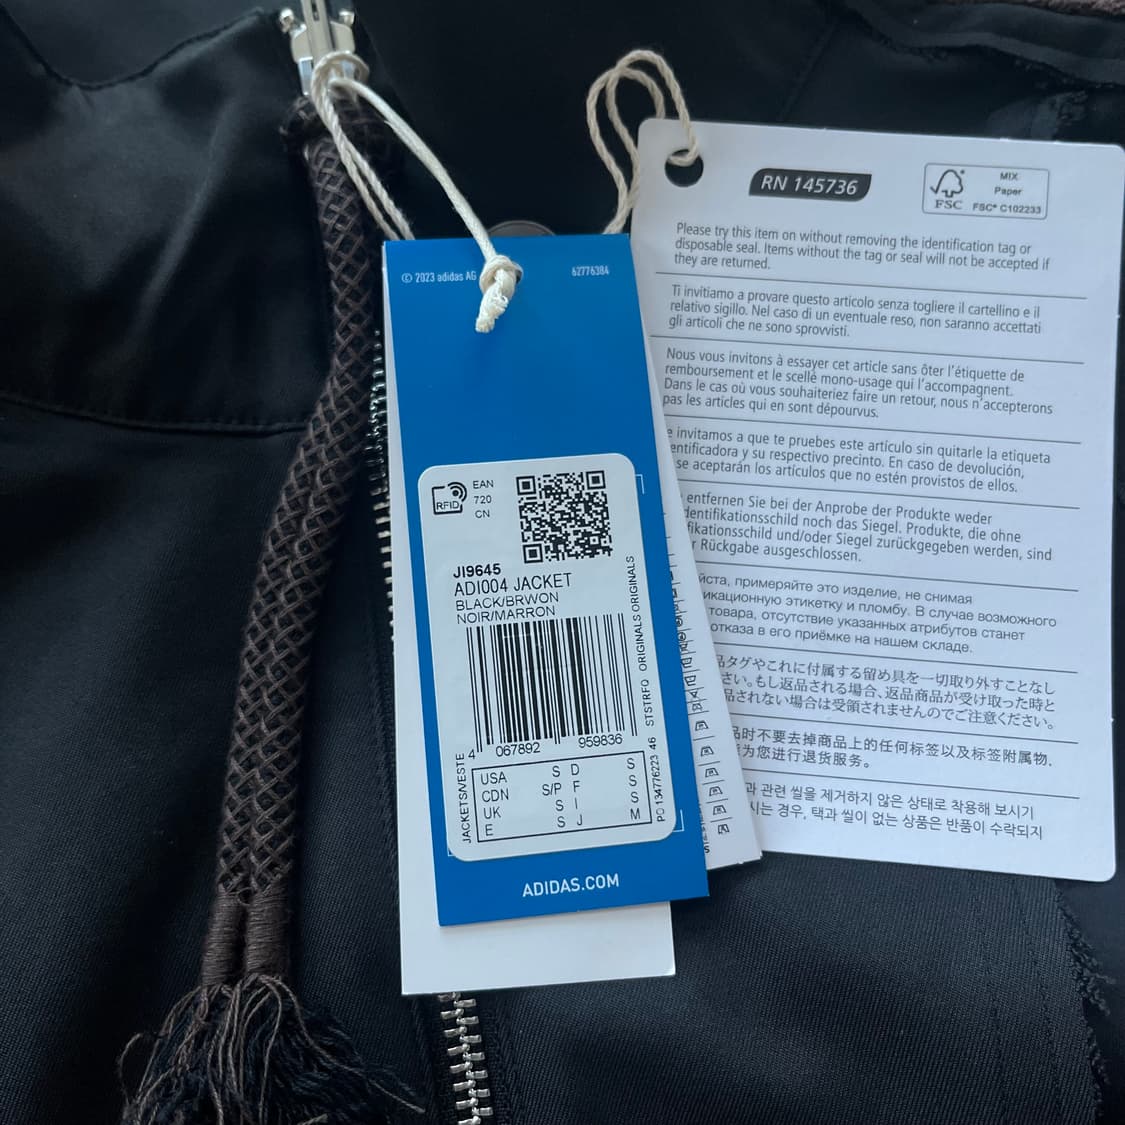 © 2023 adidas AG
62776384
RFID
EAN
720
CN
JI9645
ADI004 JACKET
BLACK/BRWON
NOIR/MARRON
4 067892 959836
JACKETS/VESTE
STSTRFQ ORIGINALS ORIGINALS
PO 134776223 46
USA S D S
CDN S/P F S
UK S I S
E S J M
ADIDAS.COM
RN 145736
FSC
MIX
Paper
FSC® C102233
Please try this item on without removing the identification tag or
disposable seal. Items without the tag or seal will not be accepted if
they are returned.
Ti invitiamo a provare questo articolo senza togliere il cartellino e il
relativo sigillo. Nel caso di un eventuale reso, non saranno accettati
gli articoli che ne sono sprovvisti.
Nous vous invitons à essayer cet article sans ôter l'étiquette de
remboursement et le scellé mono-usage qui l'accompagnent.
Dans le cas où vous souhaiteriez faire un retour, nous n'accepterons
pas les articles qui en sont dépourvus.
e invitamos a que te pruebes este artículo sin quitarle la etiqueta
entificadora y su respectivo precinto. En caso de devolución,
se aceptarán los artículos que no estén provistos de ellos.
entfernen Sie bei der Anprobe der Produkte weder
dentifikationsschild noch das Siegel. Produkte, die ohne
fikationsschild und/oder Siegel zurückgegeben werden, sind
r Rückgabe ausgeschlossen.
йста, примеряйте это изделие, не снимая
икационную этикетку и пломбу. В случае возможного
товара, отсутствие указанных атрибутов станет
отказа в его приёмке на нашем складе.
品タグやこれに付属する留め具を一切取り外すことなし
さい。もし返品される場合、返品商品が受け取った時と
品されない場合は受領されませんのでご注意ください。
品时不要去掉商品上的任何标签以及标签附属物.
为您进行退货服务。
과 관련 씰을 제거하지 않은 상태로 착용해 보시기
시는 경우, 택과 씰이 없는 상품은 반품이 수락되지